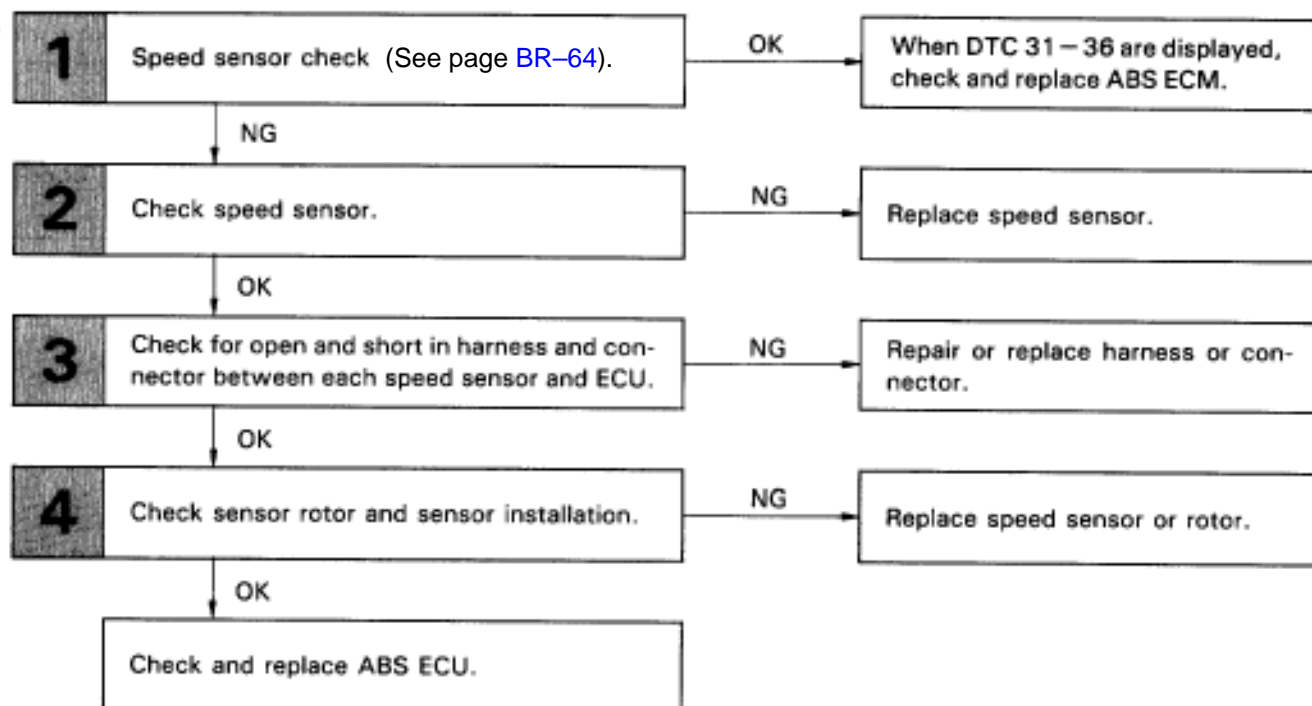 1
Speed sensor check (See page BR–64).
OK
When DTC 31 – 36 are displayed,
check and replace ABS ECM.
NG
2
Check speed sensor.
NG
Replace speed sensor.
OK
3
Check for open and short in harness and con-
nector between each speed sensor and ECU.
NG
Repair or replace harness or con-
nector.
OK
4
Check sensor rotor and sensor installation.
NG
Replace speed sensor or rotor.
OK
Check and replace ABS ECU.